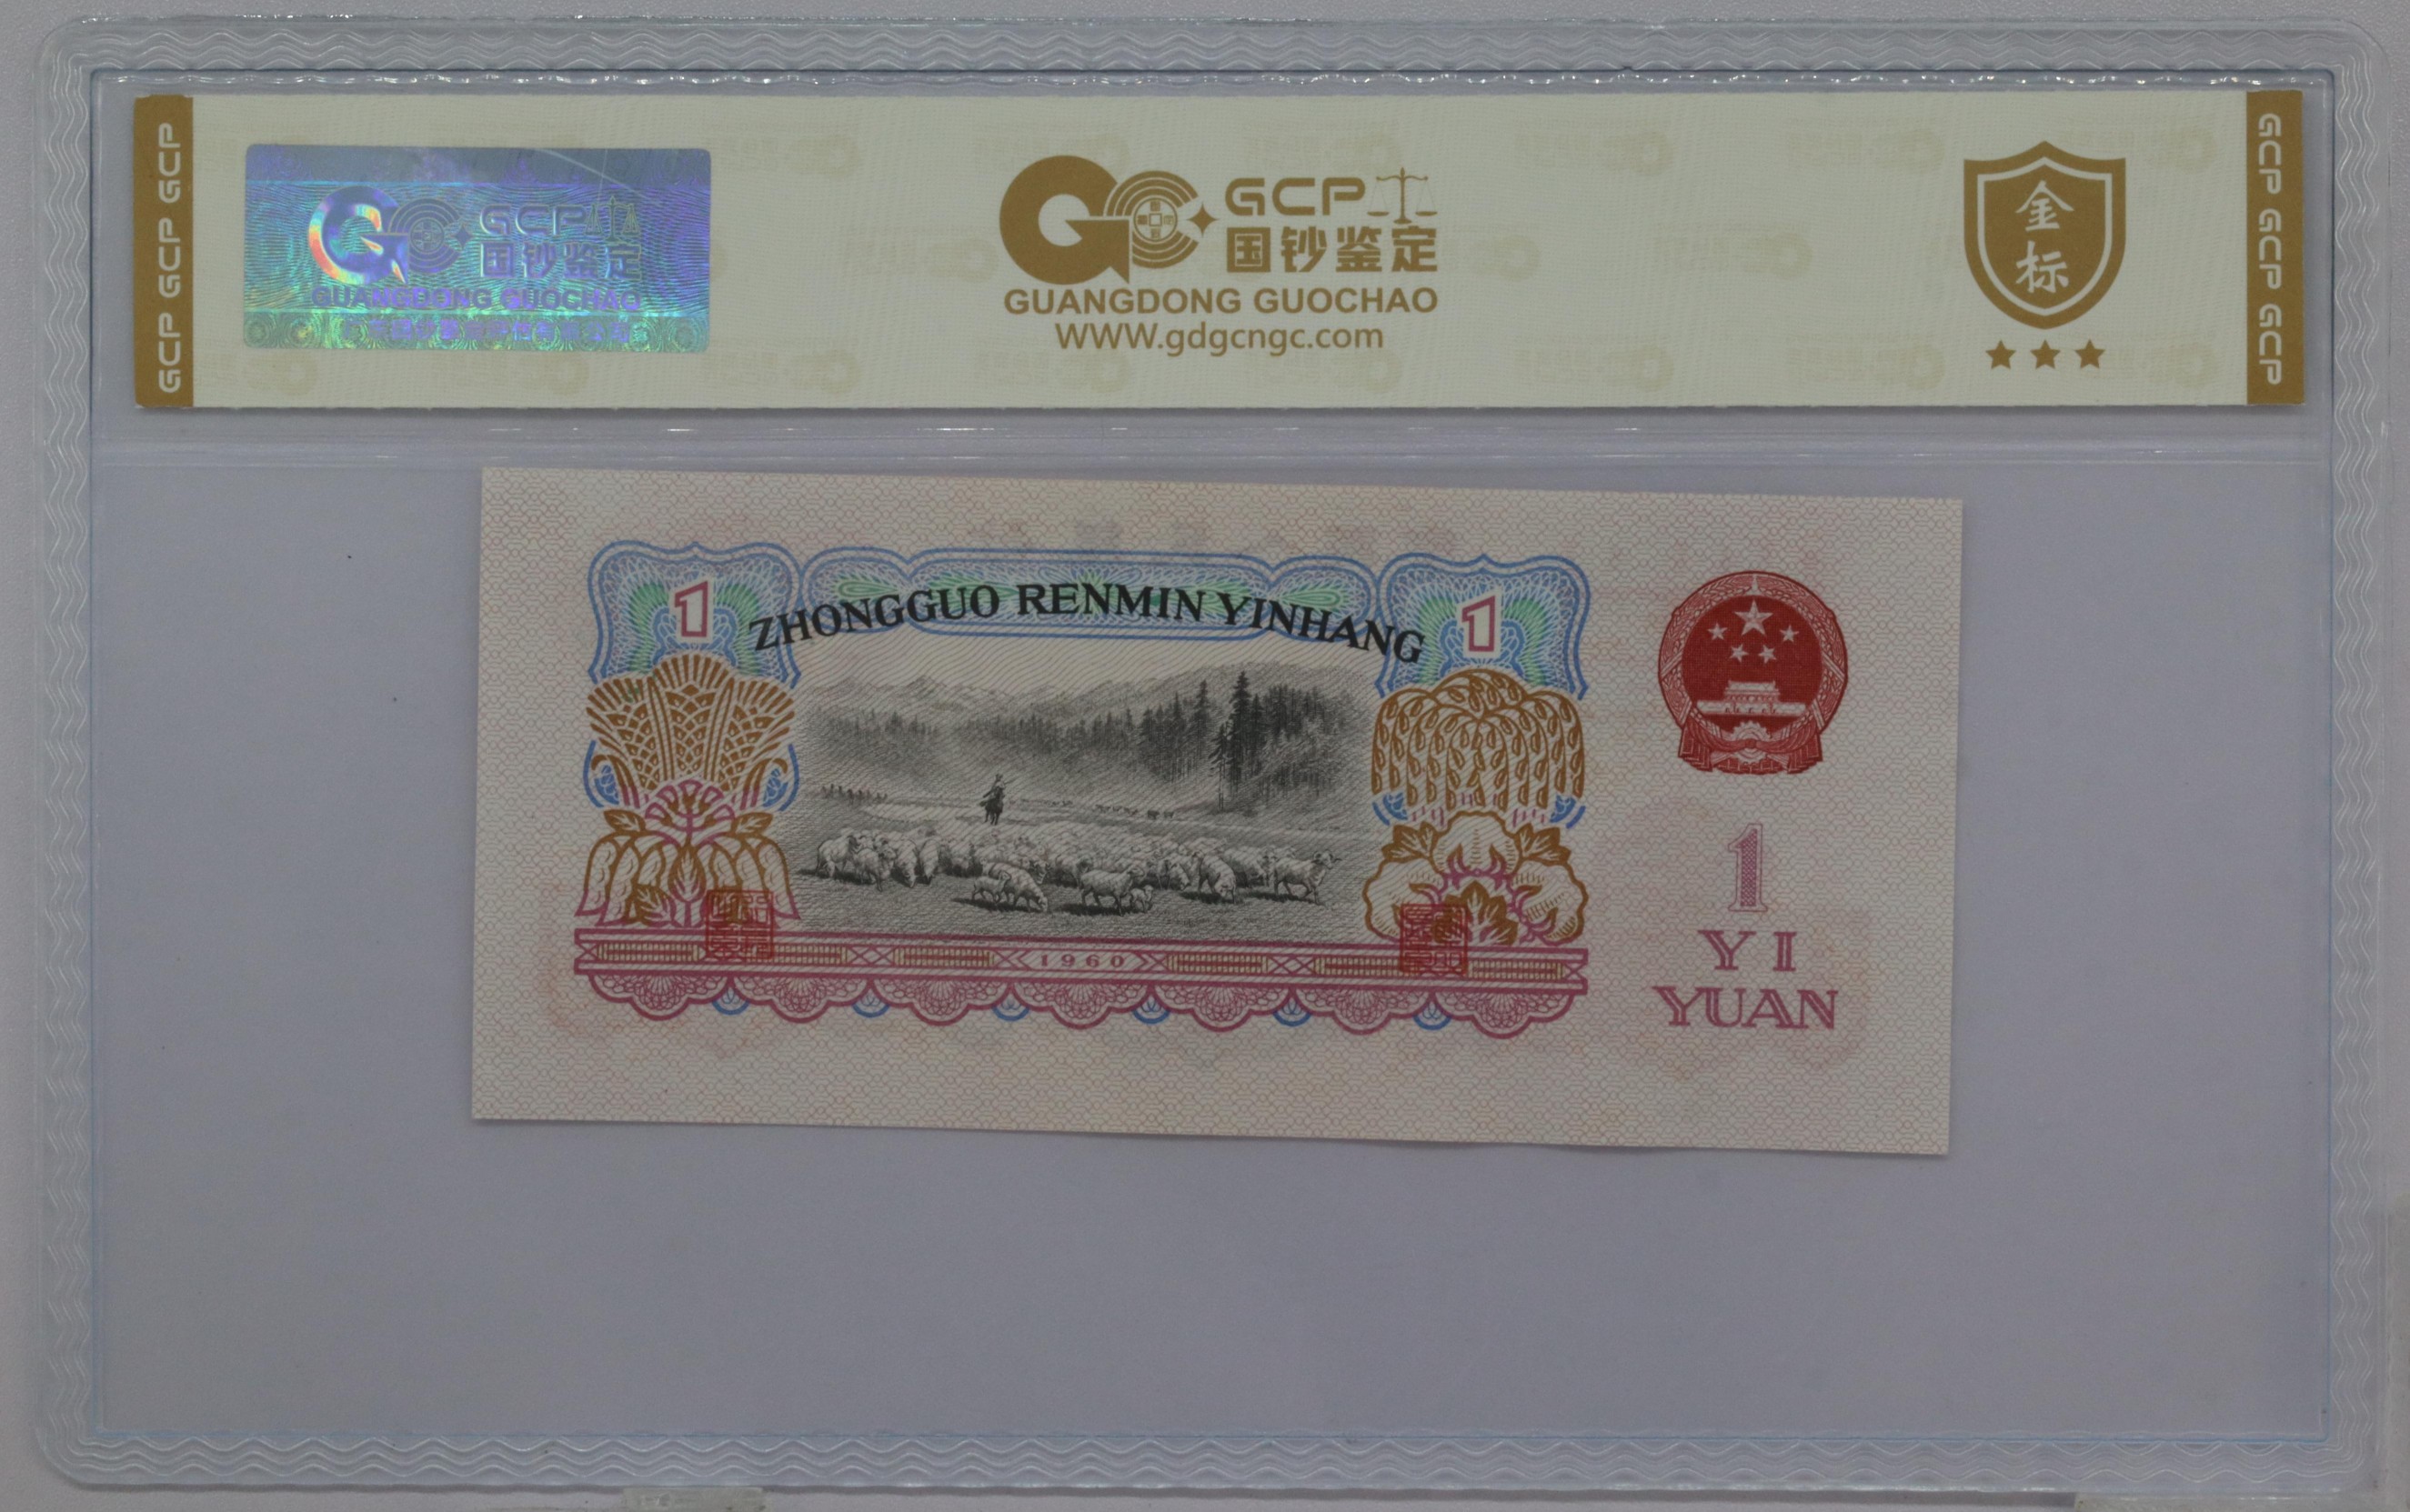 GCP GCP GCP
GCP
国钞鉴定
GUANGDONG GUOCHAO
GCP
国钞鉴定
GUANGDONG GUOCHAO
WWW.gdgcngc.com
金
标
GCP GCP GCP
1
ZHONGGUO RENMIN YINHANG
1
1960
1
YI
YUAN